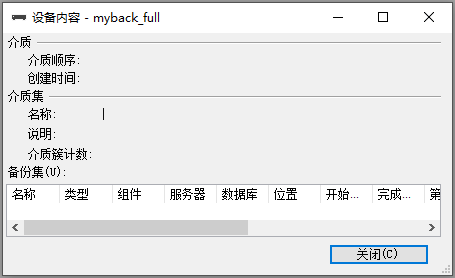 设备内容 - myback_full
介质
介质顺序:
创建时间:
介质集
名称:
说明:
介质簇计数:
备份集(U):
名称 类型 组件 服务器 数据库 位置 开始... 完成... 第
关闭(C)